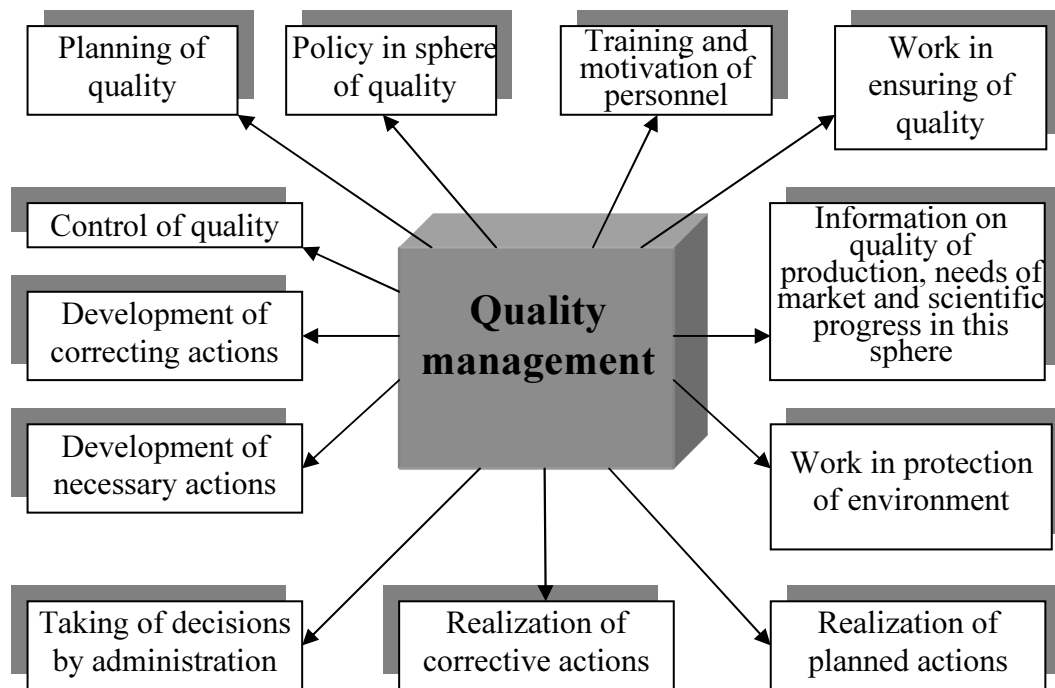 Planning of
quality
Policy in sphere
of quality
Training and
motivation of
personnel
Work in
ensuring of
quality
Control of quality
Information on
quality of
production, needs of
market and scientific
progress in this
sphere
Quality
management
Development of
correcting actions
Development of
necessary actions
Work in protection
of environment
Taking of decisions
by administration
Realization of
corrective actions
Realization of
planned actions